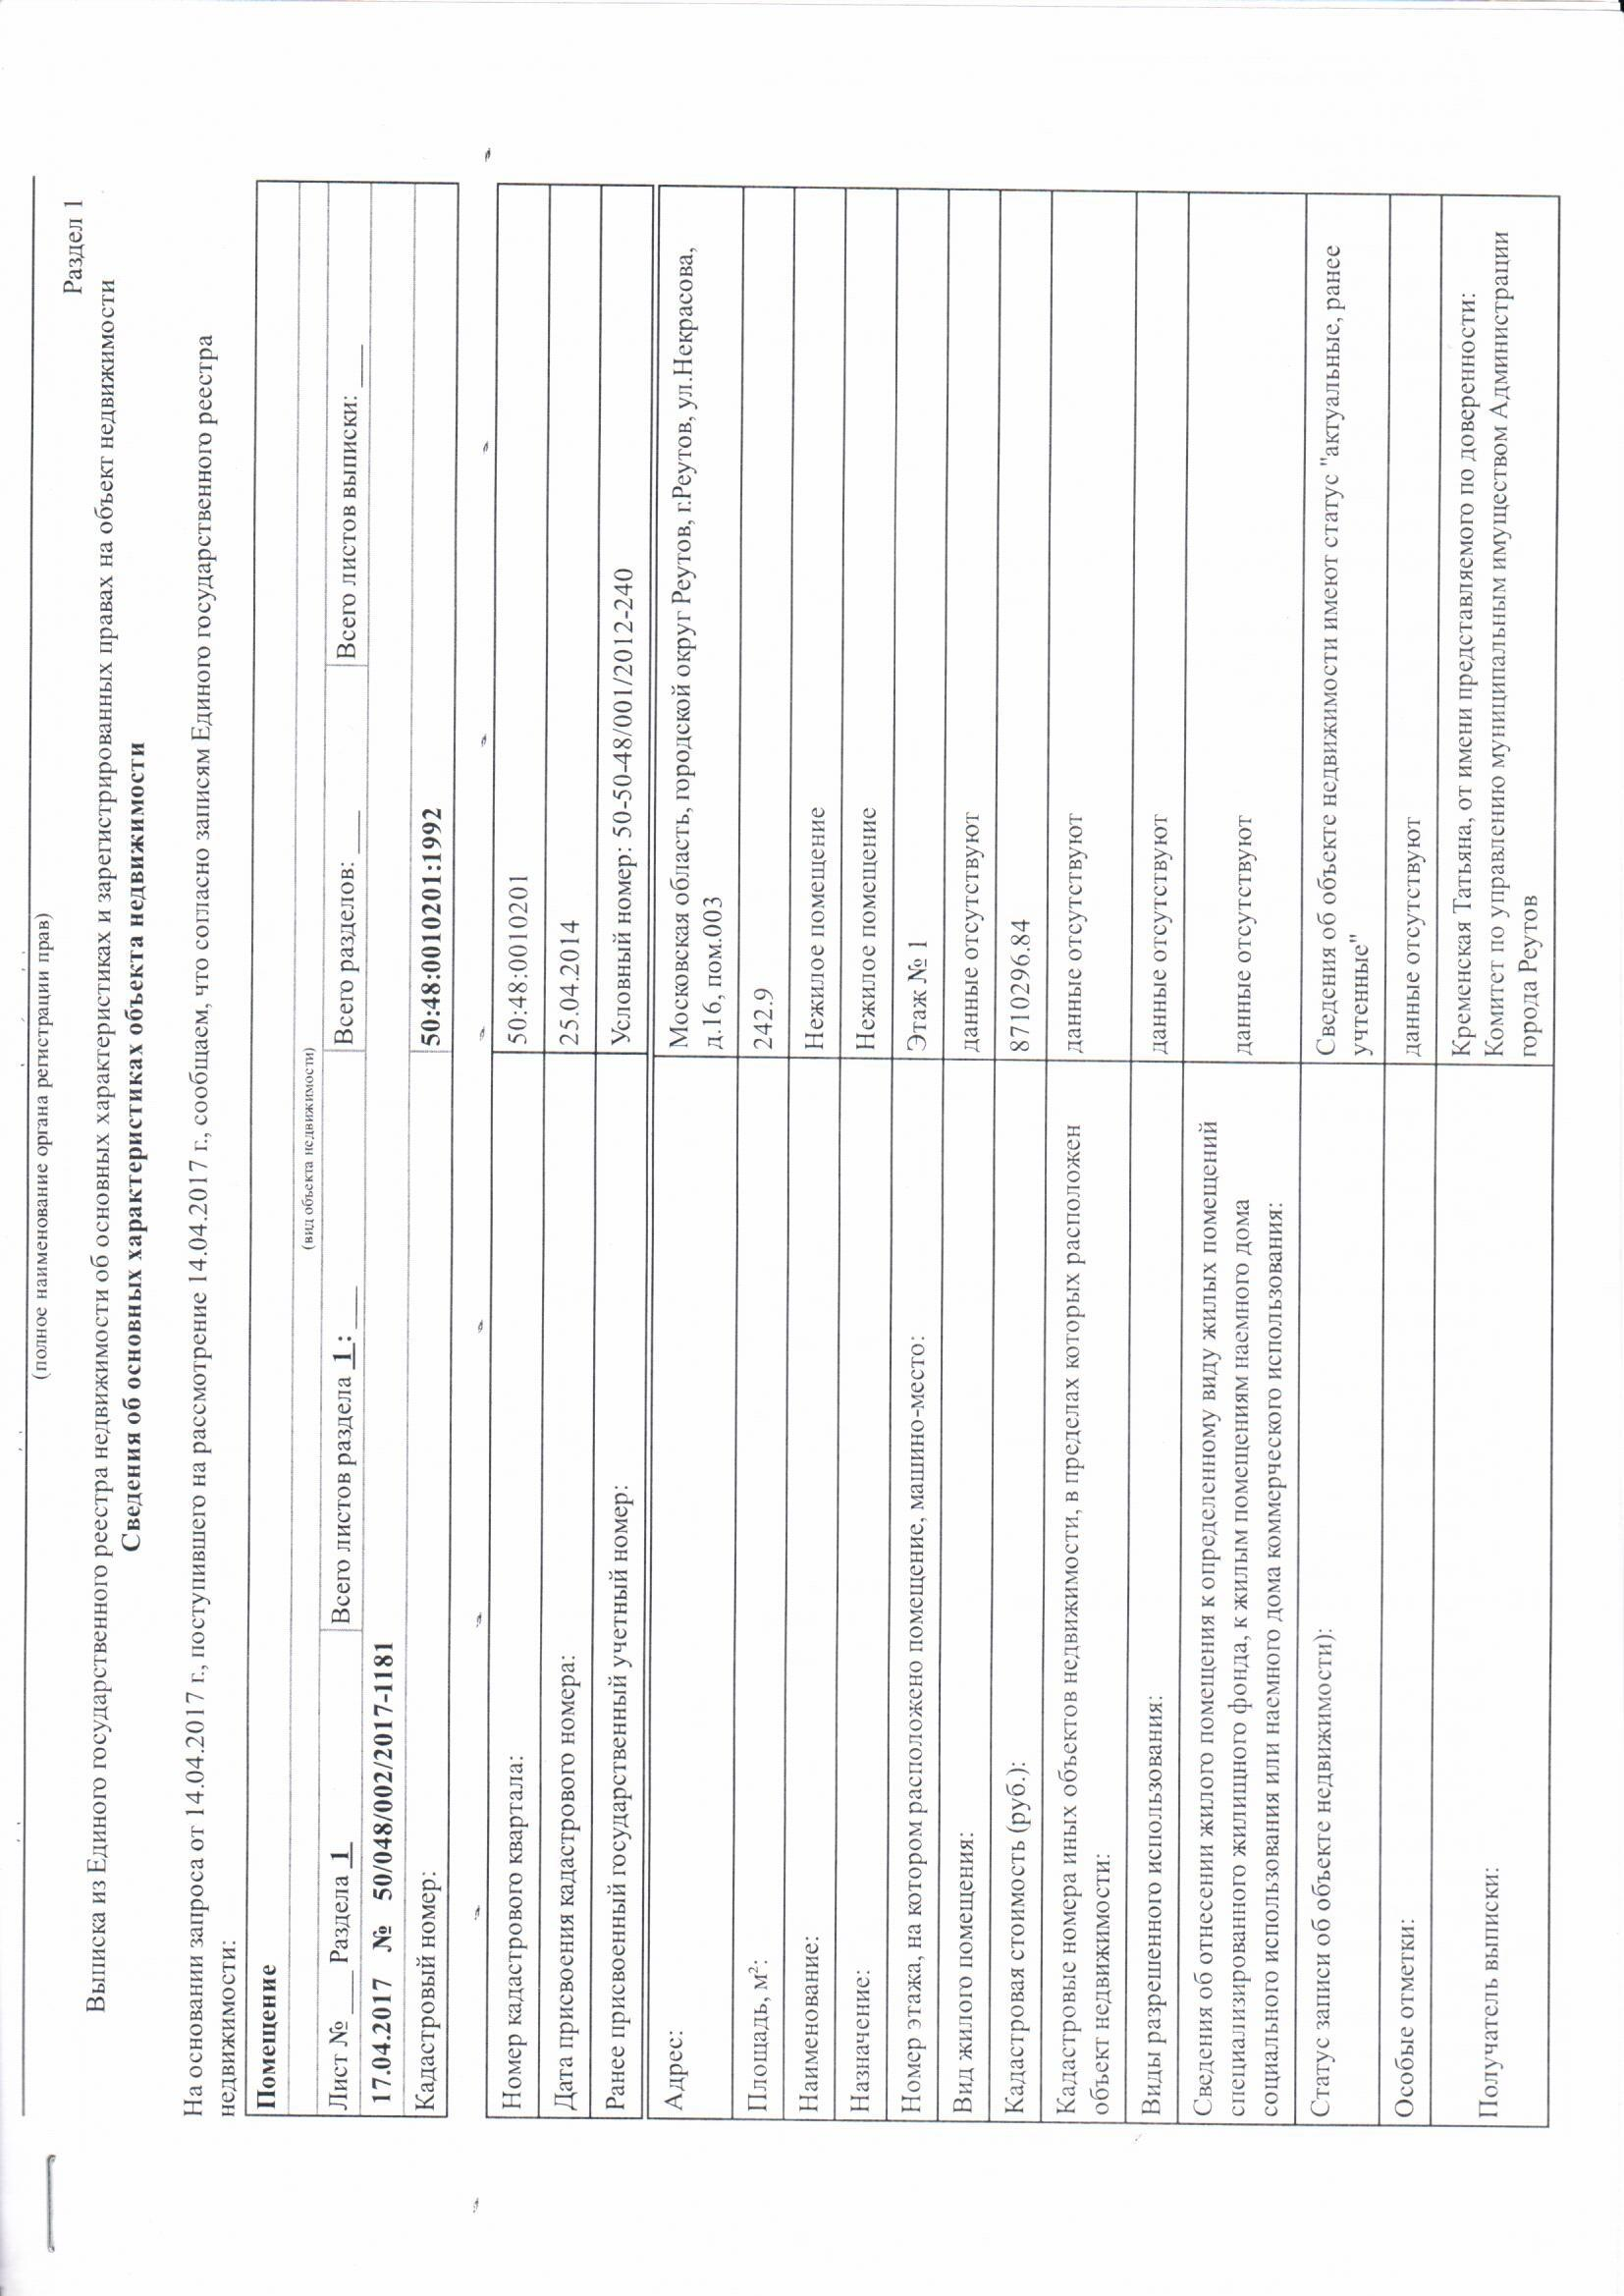 (полное наименование органа регистрации прав)
Раздел 1
Выписка из Единого государственного реестра недвижимости об основных характеристиках и зарегистрированных правах на объект недвижимости
Сведения об основных характеристиках объекта недвижимости
На основании запроса от 14.04.2017 г., поступившего на рассмотрение 14.04.2017 г., сообщаем, что согласно записям Единого государственного реестра
недвижимости:
Помещение
(вид объекта недвижимости)
Лист № ___ Раздела 1 Всего листов раздела 1 : ___ Всего разделов: ___ Всего листов выписки: ___
17.04.2017 № 50/048/002/2017-1181
Кадастровый номер: 50:48:0010201:1992
Номер кадастрового квартала: 50:48:0010201
Дата присвоения кадастрового номера: 25.04.2014
Ранее присвоенный государственный учетный номер: Условный номер: 50-50-48/001/2012-240
Адрес: Московская область, городской округ Реутов, г.Реутов, ул.Некрасова,
д.16, пом.003
Площадь, м²: 242.9
Наименование: Нежилое помещение
Назначение: Нежилое помещение
Номер этажа, на котором расположено помещение, машино-место: Этаж № 1
Вид жилого помещения: данные отсутствуют
Кадастровая стоимость (руб.): 8710296.84
Кадастровые номера иных объектов недвижимости, в пределах которых расположен
объект недвижимости: данные отсутствуют
Виды разрешенного использования: данные отсутствуют
Сведения об отнесении жилого помещения к определенному виду жилых помещений
специализированного жилищного фонда, к жилым помещениям наемного дома
социального использования или наемного дома коммерческого использования: данные отсутствуют
Статус записи об объекте недвижимости): Сведения об объекте недвижимости имеют статус "актуальные, ранее
учтенные"
Особые отметки: данные отсутствуют
Получатель выписки: Кременская Татьяна, от имени представляемого по доверенности:
Комитет по управлению муниципальным имуществом Администрации
города Реутов